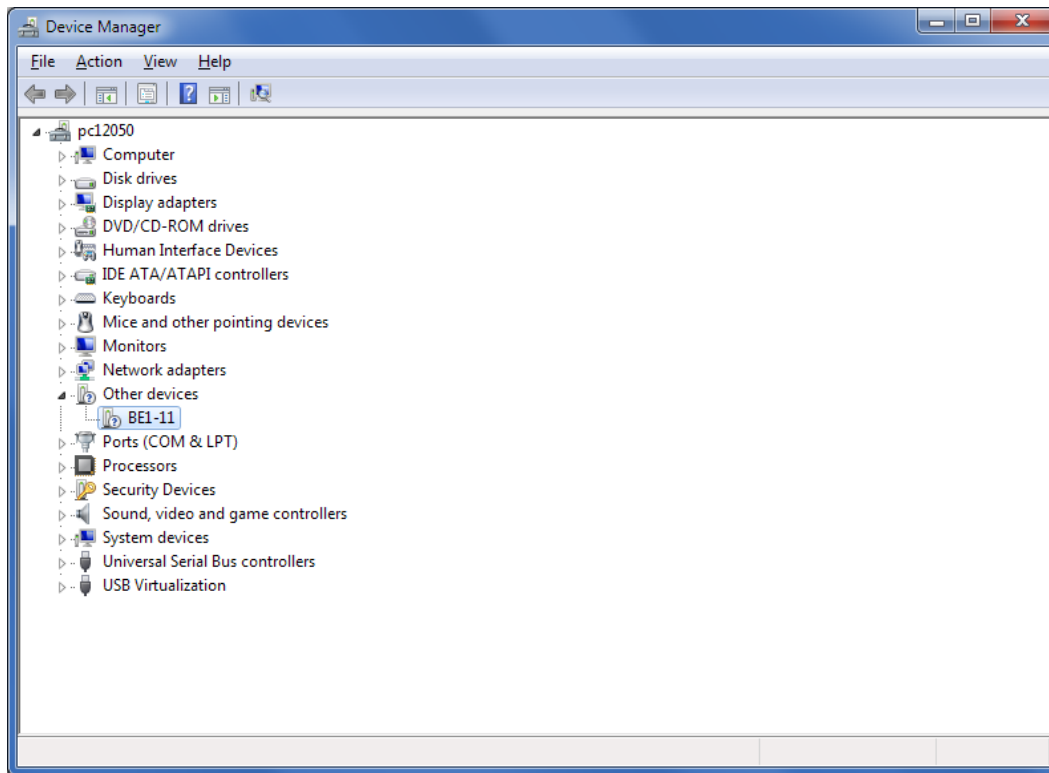 Device Manager
File Action View Help
pc12050
Computer
Disk drives
Display adapters
DVD/CD-ROM drives
Human Interface Devices
IDE ATA/ATAPI controllers
Keyboards
Mice and other pointing devices
Monitors
Network adapters
Other devices
BE1-11
Ports (COM & LPT)
Processors
Security Devices
Sound, video and game controllers
System devices
Universal Serial Bus controllers
USB Virtualization